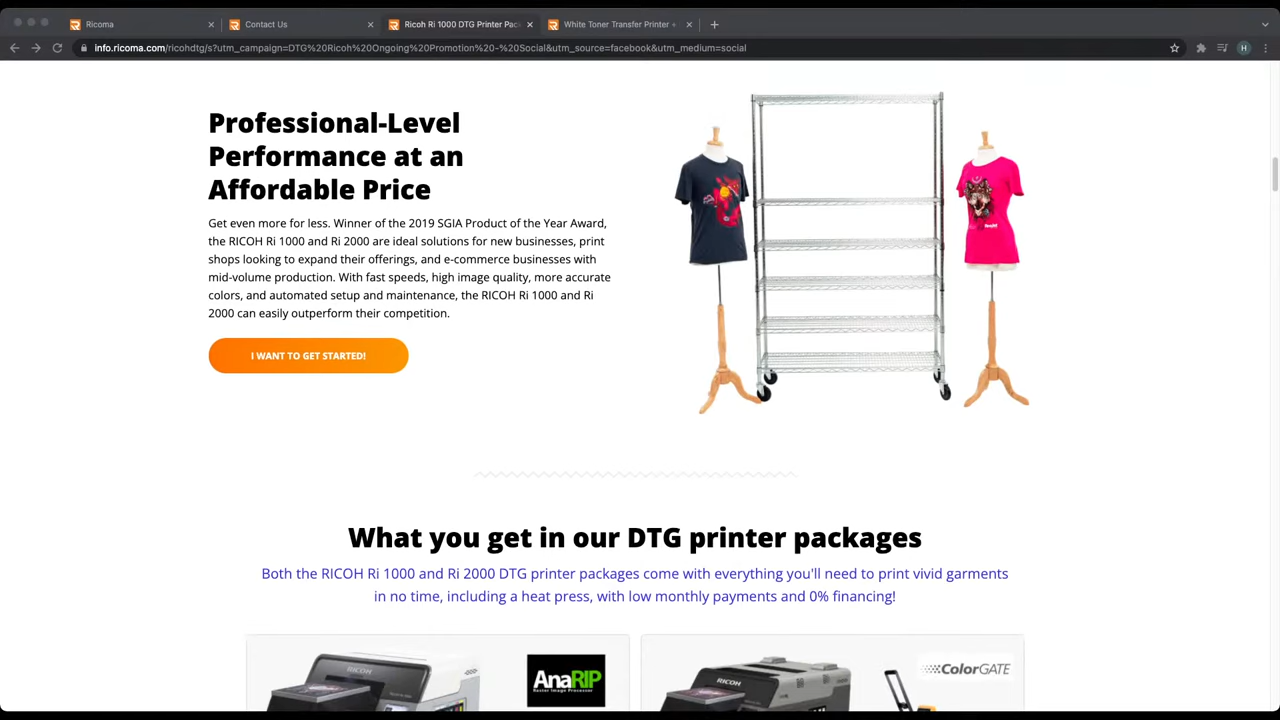 Ricoma
Contact Us
Ricoh Ri 1000 DTG Printer Pac
White Toner Transfer Printer +
info.ricoma.com/ricohdtg/s?utm_campaign=DTG%20Ricoh%20Ongoing%20Promotion%20-%20Social&utm_source=facebook&utm_medium=social
H
Professional-Level
Performance at an
Affordable Price
Get even more for less. Winner of the 2019 SGIA Product of the Year Award,
the RICOH Ri 1000 and Ri 2000 are ideal solutions for new businesses, print
shops looking to expand their offerings, and e-commerce businesses with
mid-volume production. With fast speeds, high image quality, more accurate
colors, and automated setup and maintenance, the RICOH Ri 1000 and Ri
2000 can easily outperform their competition.
I WANT TO GET STARTED!
What you get in our DTG printer packages
Both the RICOH Ri 1000 and Ri 2000 DTG printer packages come with everything you'll need to print vivid garments
in no time, including a heat press, with low monthly payments and 0% financing!
RICOH
AnaRIP
Raster Image Processor
RICOH
ColorGATE